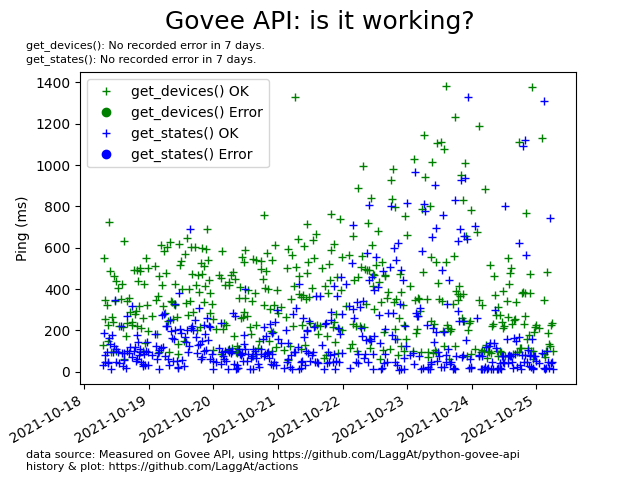 Govee API: is it working?
get_devices(): No recorded error in 7 days.
get_states(): No recorded error in 7 days.
get_devices() OK
get_devices() Error
get_states() OK
get_states() Error
Ping (ms)
1400
1200
1000
800
600
400
200
0
2021-10-18
2021-10-19
2021-10-20
2021-10-21
2021-10-22
2021-10-23
2021-10-24
2021-10-25
data source: Measured on Govee API, using https://github.com/LaggAt/python-govee-api
history & plot: https://github.com/LaggAt/actions